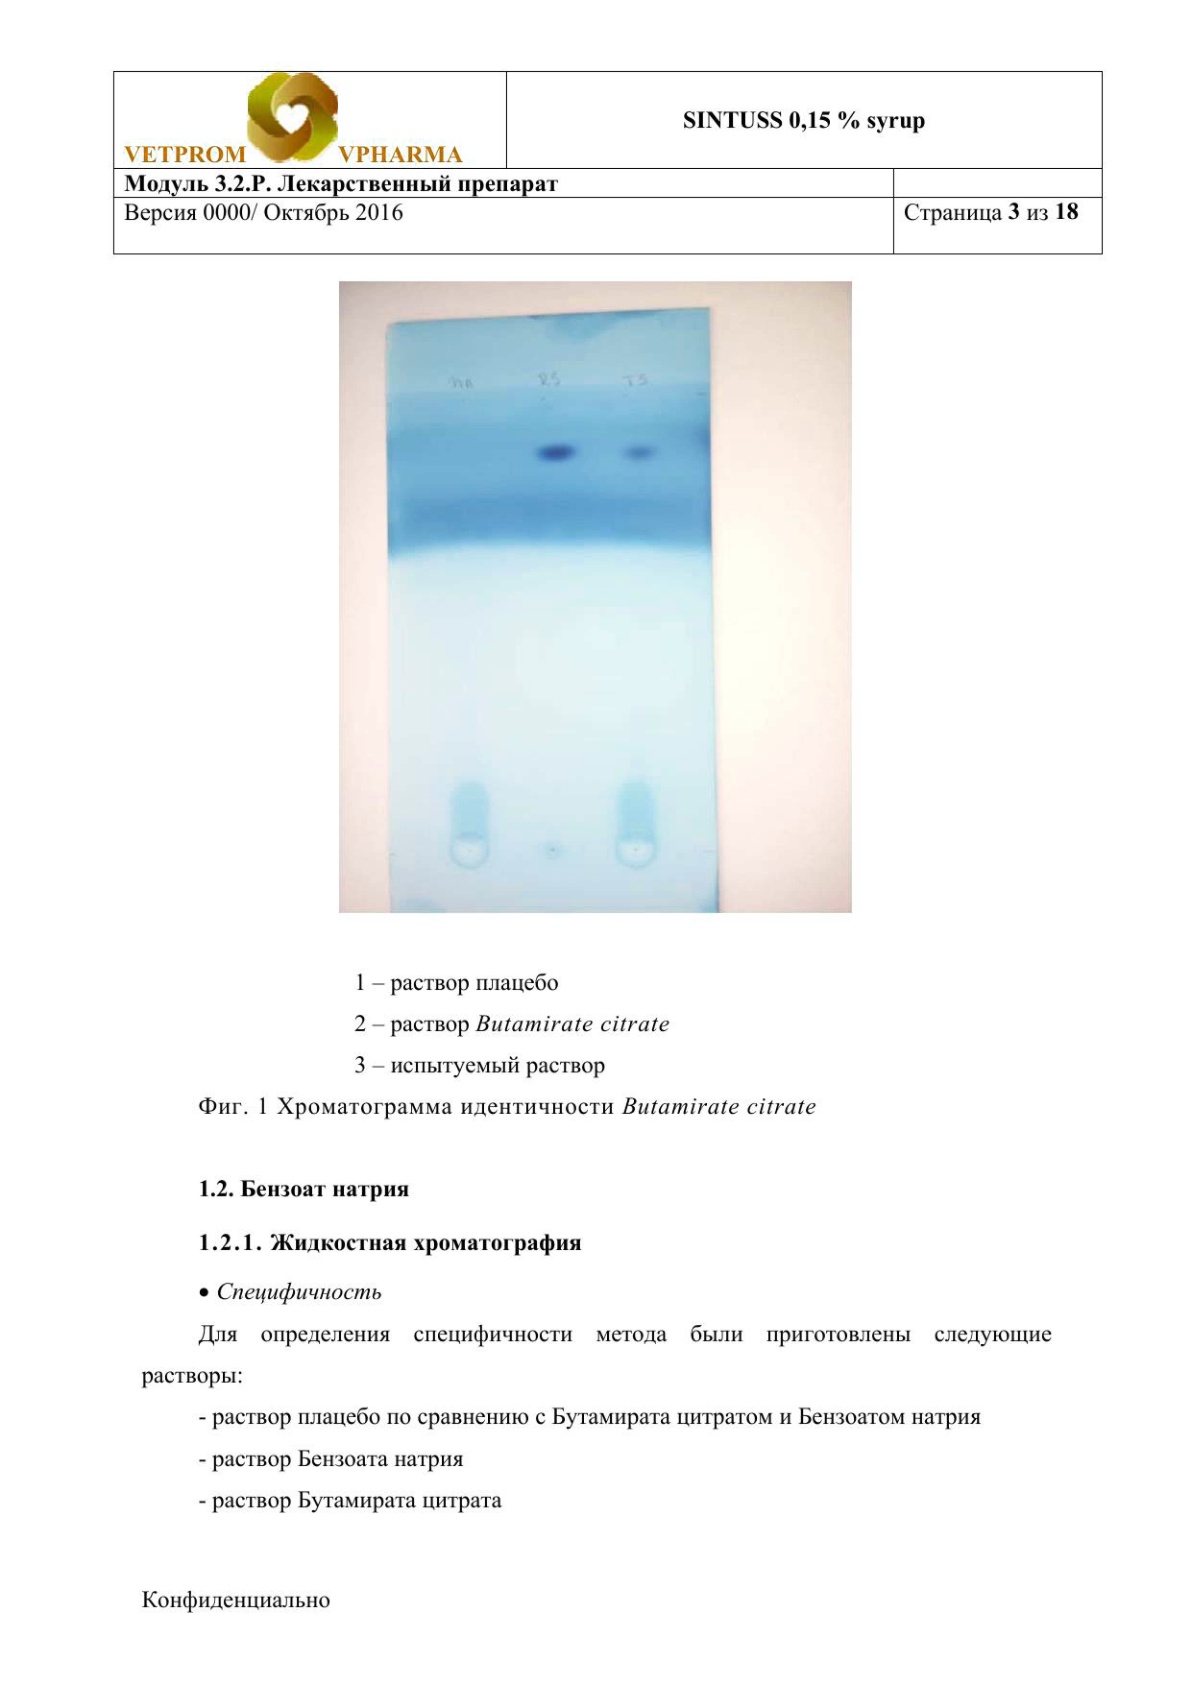 VETPROM VPHARMA
SINTUSS 0,15 % syrup
Модуль 3.2.P. Лекарственный препарат
Версия 0000/ Октябрь 2016
Страница 3 из 18
RS TS
1 – раствор плацебо
2 – раствор Butamirate citrate
3 – испытуемый раствор
Фиг. 1 Хроматограмма идентичности Butamirate citrate
1.2. Бензоат натрия
1.2.1. Жидкостная хроматография
• Специфичность
Для определения специфичности метода были приготовлены следующие
растворы:
- раствор плацебо по сравнению с Бутамирата цитратом и Бензоатом натрия
- раствор Бензоата натрия
- раствор Бутамирата цитрата
Конфиденциально